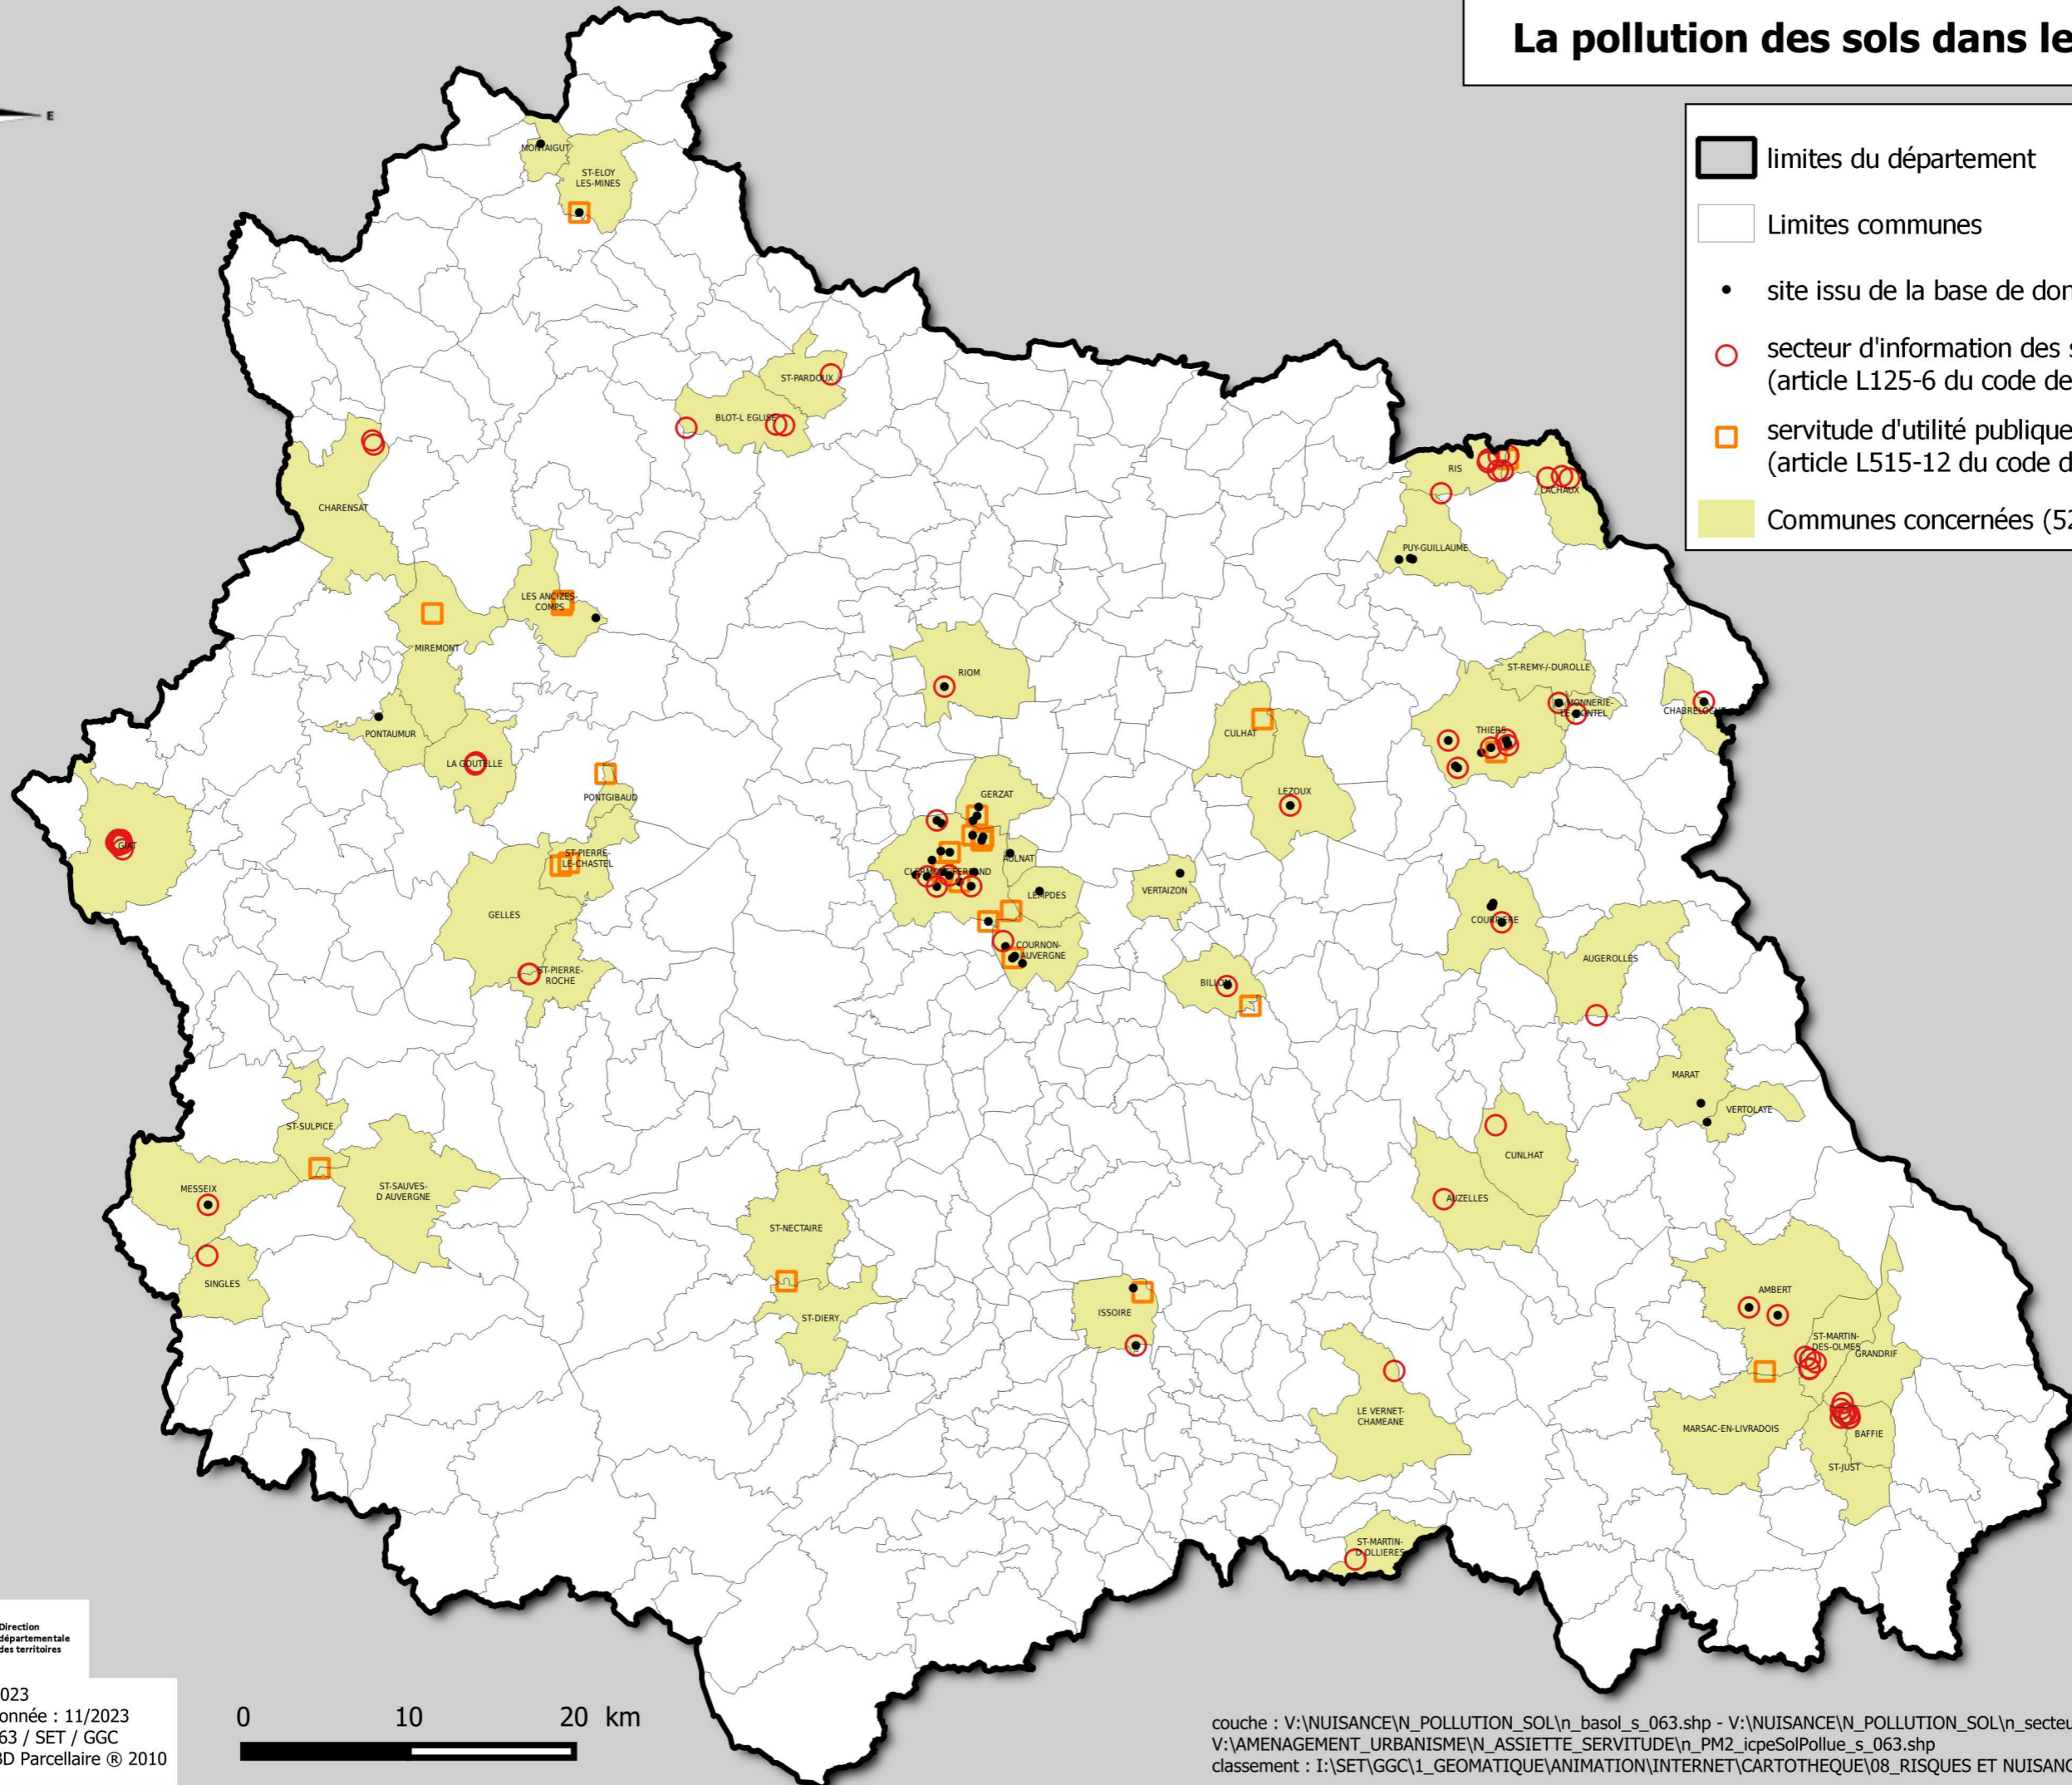 La pollution des sols dans le
E
limites du département
Limites communes
site issu de la base de don
secteur d'information des s
(article L125-6 du code de
servitude d'utilité publique
(article L515-12 du code d
Communes concernées (52
MONTAIGUT
ST-ELOY
LES-MINES
ST-PARDOUX
BLOT-L EGLISE
RIS
LACHAUX
CHARENSAT
PUY-GUILLAUME
LES ANCIZES-
COMPS
MIREMONT
ST-REMY-/-DUROLLE
RIOM
MONNERIE-
LE-MONTEL
CHABRELOCHE
PONTAUMUR
CULHAT
THIERS
LA GOUTELLE
PONTGIBAUD
GERZAT
LEZOUX
GIAT
ST-PIERRE-
LE-CHASTEL
AULNAT
CLERMONT-FERRAND
LEMPDES
VERTAIZON
GELLES
COURPIERE
COURNON-
AUVERGNE
AUGEROLLES
ST-PIERRE-
ROCHE
BILLOM
MARAT
VERTOLAYE
ST-SULPICE
CUNLHAT
MESSEIX
ST-SAUVES-
D AUVERGNE
AUZELLES
ST-NECTAIRE
SINGLES
AMBERT
ISSOIRE
ST-DIERY
ST-MARTIN-
DES-OLMES
GRANDRIF
LE VERNET-
CHAMEANE
MARSAC-EN-LIVRADOIS
BAFFIE
ST-JUST
ST-MARTIN-
D OLLIERES
Direction
départementale
des territoires
023
onnée : 11/2023
63 / SET / GGC
BD Parcellaire ® 2010
0 10 20 km
couche : V:\NUISANCE\N_POLLUTION_SOL\n_basol_s_063.shp - V:\NUISANCE\N_POLLUTION_SOL\n_secteu
V:\AMENAGEMENT_URBANISME\N_ASSIETTE_SERVITUDE\n_PM2_icpeSolPollue_s_063.shp
classement : I:\SET\GGC\1_GEOMATIQUE\ANIMATION\INTERNET\CARTOTHEQUE\08_RISQUES ET NUISANC